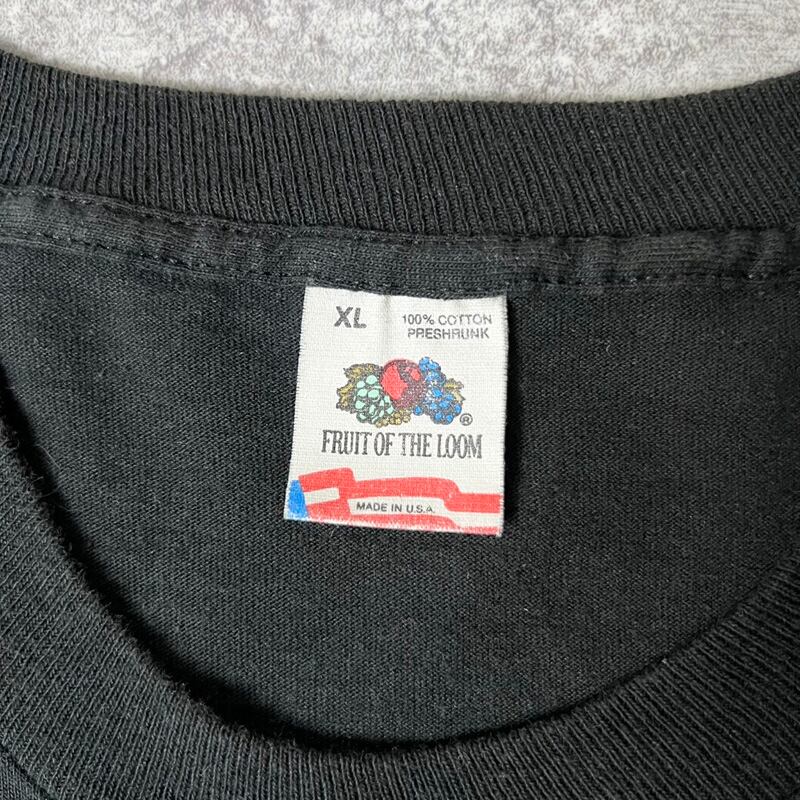 XL
100% COTTON
PRESHRUNK
®
FRUIT OF THE LOOM
MADE IN U.S.A.